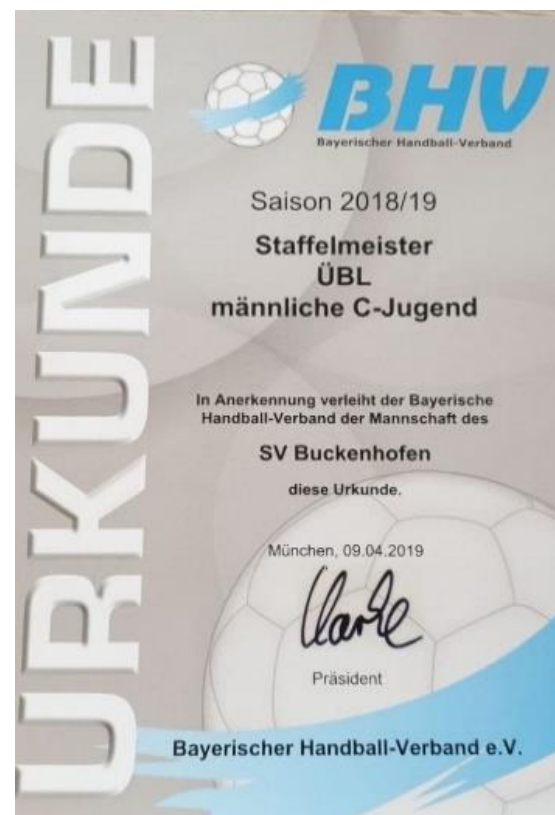 URKUNDE
BHV
Bayerischer Handball-Verband
Saison 2018/19
Staffelmeister
ÜBL
männliche C-Jugend
In Anerkennung verleiht der Bayerische
Handball-Verband der Mannschaft des
SV Buckenhofen
diese Urkunde.
München, 09.04.2019
Präsident
Bayerischer Handball-Verband e.V.